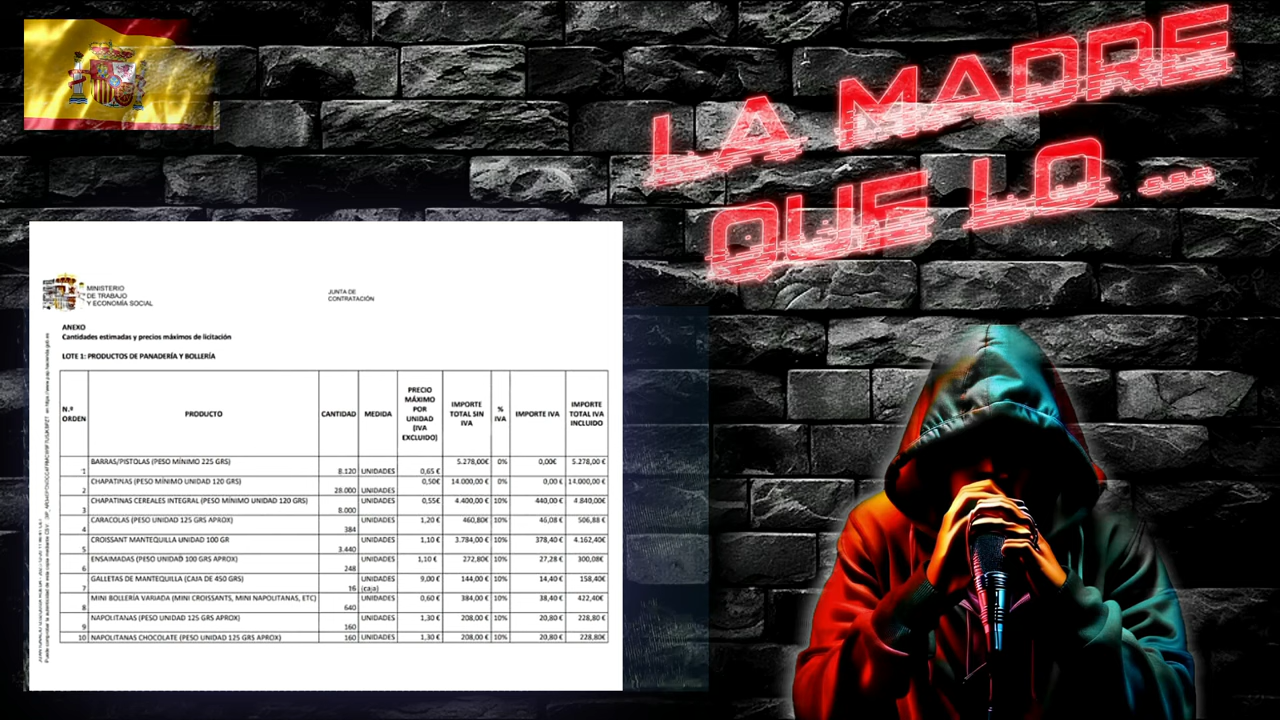 LA MADRE
QUE LO ...
MINISTERIO
DE TRABAJO
Y ECONOMÍA SOCIAL
JUNTA DE
CONTRATACIÓN
ANEXO
Cantidades estimadas y precios máximos de licitación
LOTE 1: PRODUCTOS DE PANADERÍA Y BOLLERÍA
N.º ORDEN PRODUCTO CANTIDAD MEDIDA PRECIO MÁXIMO POR UNIDAD (IVA EXCLUIDO) IMPORTE TOTAL SIN IVA % IVA IMPORTE IVA IMPORTE TOTAL IVA INCLUIDO
1 BARRAS/PISTOLAS (PESO MÍNIMO 225 GRS) 8.120 UNIDADES 0,65 € 5.278,00€ 0% 0,00€ 5.278,00 €
2 CHAPATINAS (PESO MÍNIMO UNIDAD 120 GRS) 28.000 UNIDADES 0,50€ 14.000,00 € 0% 0,00 € 14.000,00 €
3 CHAPATINAS CEREALES INTEGRAL (PESO MÍNIMO UNIDAD 120 GRS) 8.000 UNIDADES 0,55€ 4.400,00 € 10% 440,00 € 4.840,00€
4 CARACOLAS (PESO UNIDAD 125 GRS APROX) 384 UNIDADES 1,20 € 460,80€ 10% 46,08 € 506,88 €
5 CROISSANT MANTEQUILLA UNIDAD 100 GR 3.440 UNIDADES 1,10 € 3.784,00 € 10% 378,40 € 4.162,40€
6 ENSAIMADAS (PESO UNIDAD 100 GRS APROX) 248 UNIDADES 1,10 € 272,80€ 10% 27,28 € 300,08€
7 GALLETAS DE MANTEQUILLA (CAJA DE 450 GRS) 16 UNIDADES (caja) 9,00 € 144,00 € 10% 14,40 € 158,40€
8 MINI BOLLERÍA VARIADA (MINI CROISSANTS, MINI NAPOLITANAS, ETC) 640 UNIDADES 0,60 € 384,00 € 10% 38,40 € 422,40€
9 NAPOLITANAS (PESO UNIDAD 125 GRS APROX) 160 UNIDADES 1,30 € 208,00 € 10% 20,80 € 228,80€
10 NAPOLITANAS CHOCOLATE (PESO UNIDAD 125 GRS APROX) 160 UNIDADES 1,30 € 208,00 € 10% 20,80 € 228,80€